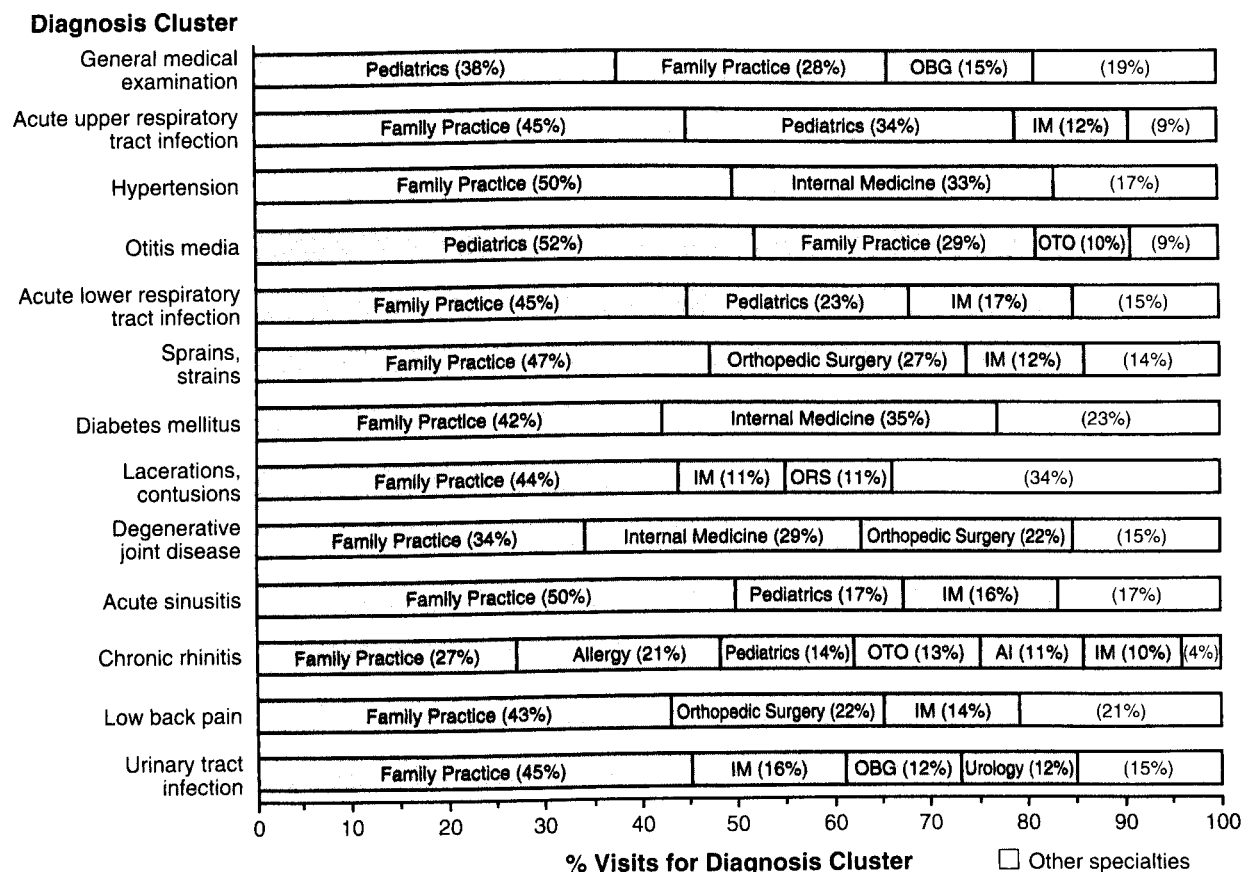 Diagnosis Cluster
General medical
examination
Pediatrics (38%) Family Practice (28%) OBG (15%) (19%)
Acute upper respiratory
tract infection
Family Practice (45%) Pediatrics (34%) IM (12%) (9%)
Hypertension
Family Practice (50%) Internal Medicine (33%) (17%)
Otitis media
Pediatrics (52%) Family Practice (29%) OTO (10%) (9%)
Acute lower respiratory
tract infection
Family Practice (45%) Pediatrics (23%) IM (17%) (15%)
Sprains,
strains
Family Practice (47%) Orthopedic Surgery (27%) IM (12%) (14%)
Diabetes mellitus
Family Practice (42%) Internal Medicine (35%) (23%)
Lacerations,
contusions
Family Practice (44%) IM (11%) ORS (11%) (34%)
Degenerative
joint disease
Family Practice (34%) Internal Medicine (29%) Orthopedic Surgery (22%) (15%)
Acute sinusitis
Family Practice (50%) Pediatrics (17%) IM (16%) (17%)
Chronic rhinitis
Family Practice (27%) Allergy (21%) Pediatrics (14%) OTO (13%) AI (11%) IM (10%) (4%)
Low back pain
Family Practice (43%) Orthopedic Surgery (22%) IM (14%) (21%)
Urinary tract
infection
Family Practice (45%) IM (16%) OBG (12%) Urology (12%) (15%)
0 10 20 30 40 50 60 70 80 90 100
% Visits for Diagnosis Cluster
Other specialties